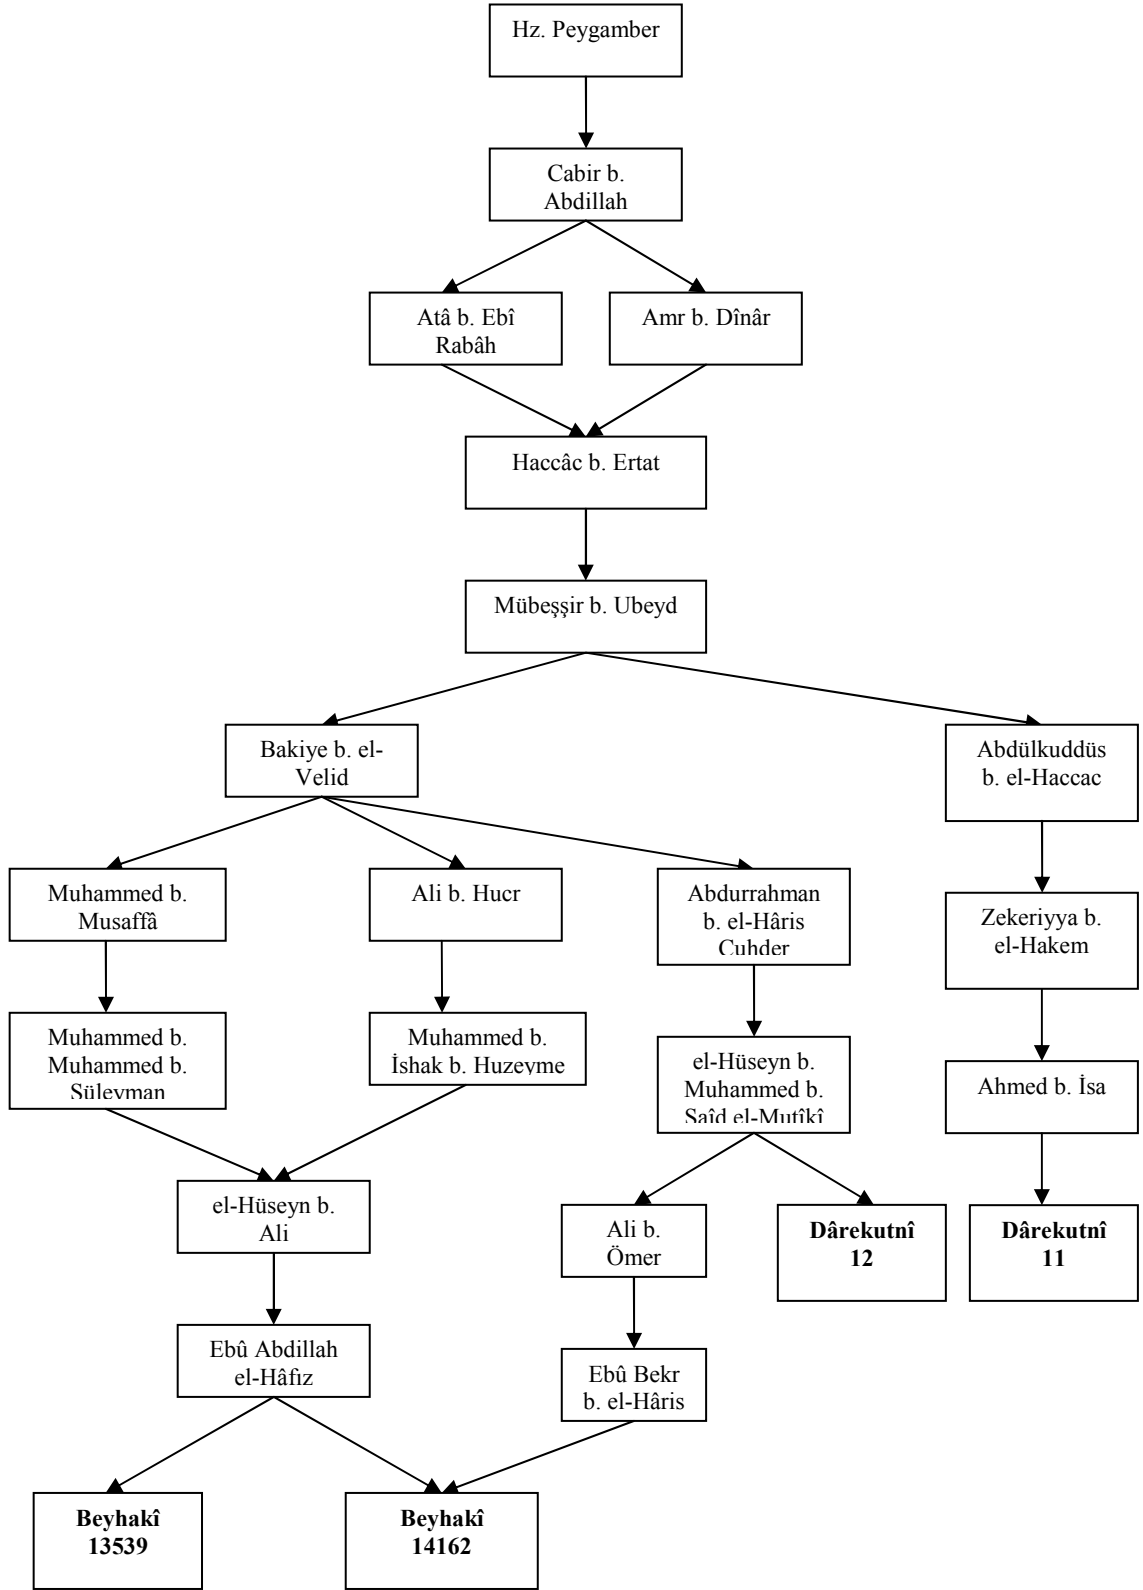 Hz. Peygamber
Cabir b.
Abdillah
Atâ b. Ebî
Rabâh
Amr b. Dînâr
Haccâc b. Ertat
Mübeşşir b. Ubeyd
Bakiye b. el-
Velid
Abdülkuddüs
b. el-Haccac
Muhammed b.
Musaffâ
Ali b. Hucr
Abdurrahman
b. el-Hâris
Cuhder
Zekeriyya b.
el-Hakem
Muhammed b.
Muhammed b.
Süleyman
Muhammed b.
İshak b. Huzeyme
el-Hüseyn b.
Muhammed b.
Saîd el-Mutîkî
Ahmed b. İsa
el-Hüseyn b.
Ali
Ali b.
Ömer
Dârekutnî
12
Dârekutnî
11
Ebû Abdillah
el-Hâfız
Ebû Bekr
b. el-Hâris
Beyhakî
13539
Beyhakî
14162